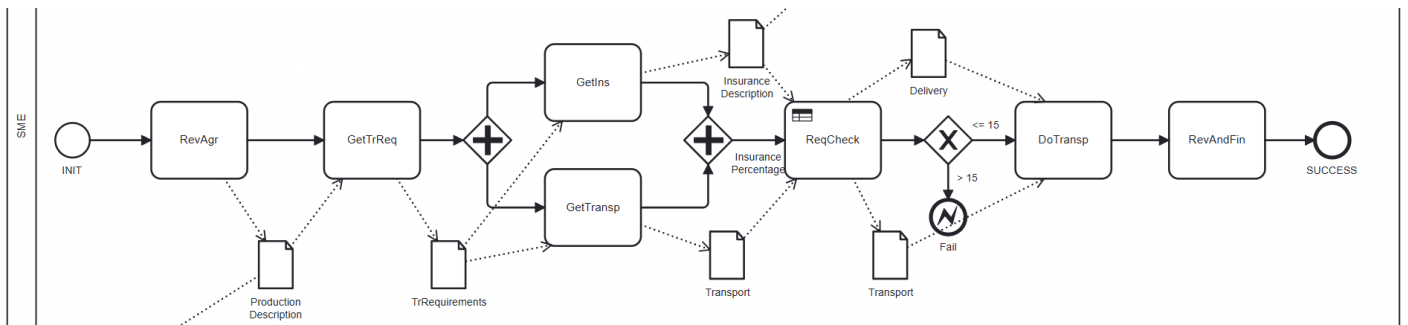 SME
INIT
RevAgr
GetTrReq
GetIns
GetTransp
Production
Description
TrRequirements
Insurance
Description
Insurance
Percentage
Transport
ReqCheck
Delivery
<= 15
> 15
Fail
Transport
DoTransp
RevAndFin
SUCCESS